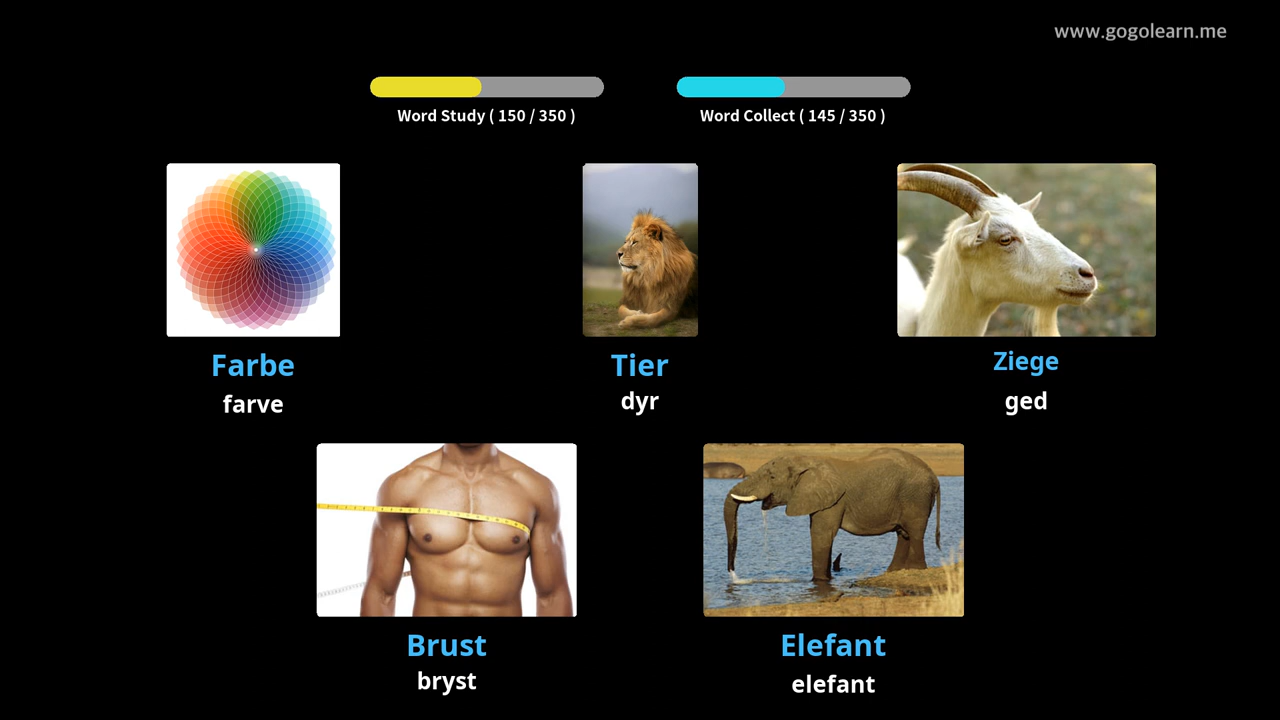 www.gogolearn.me
Word Study ( 150 / 350 )
Word Collect ( 145 / 350 )
Farbe
farve
Tier
dyr
Ziege
ged
Brust
bryst
Elefant
elefant